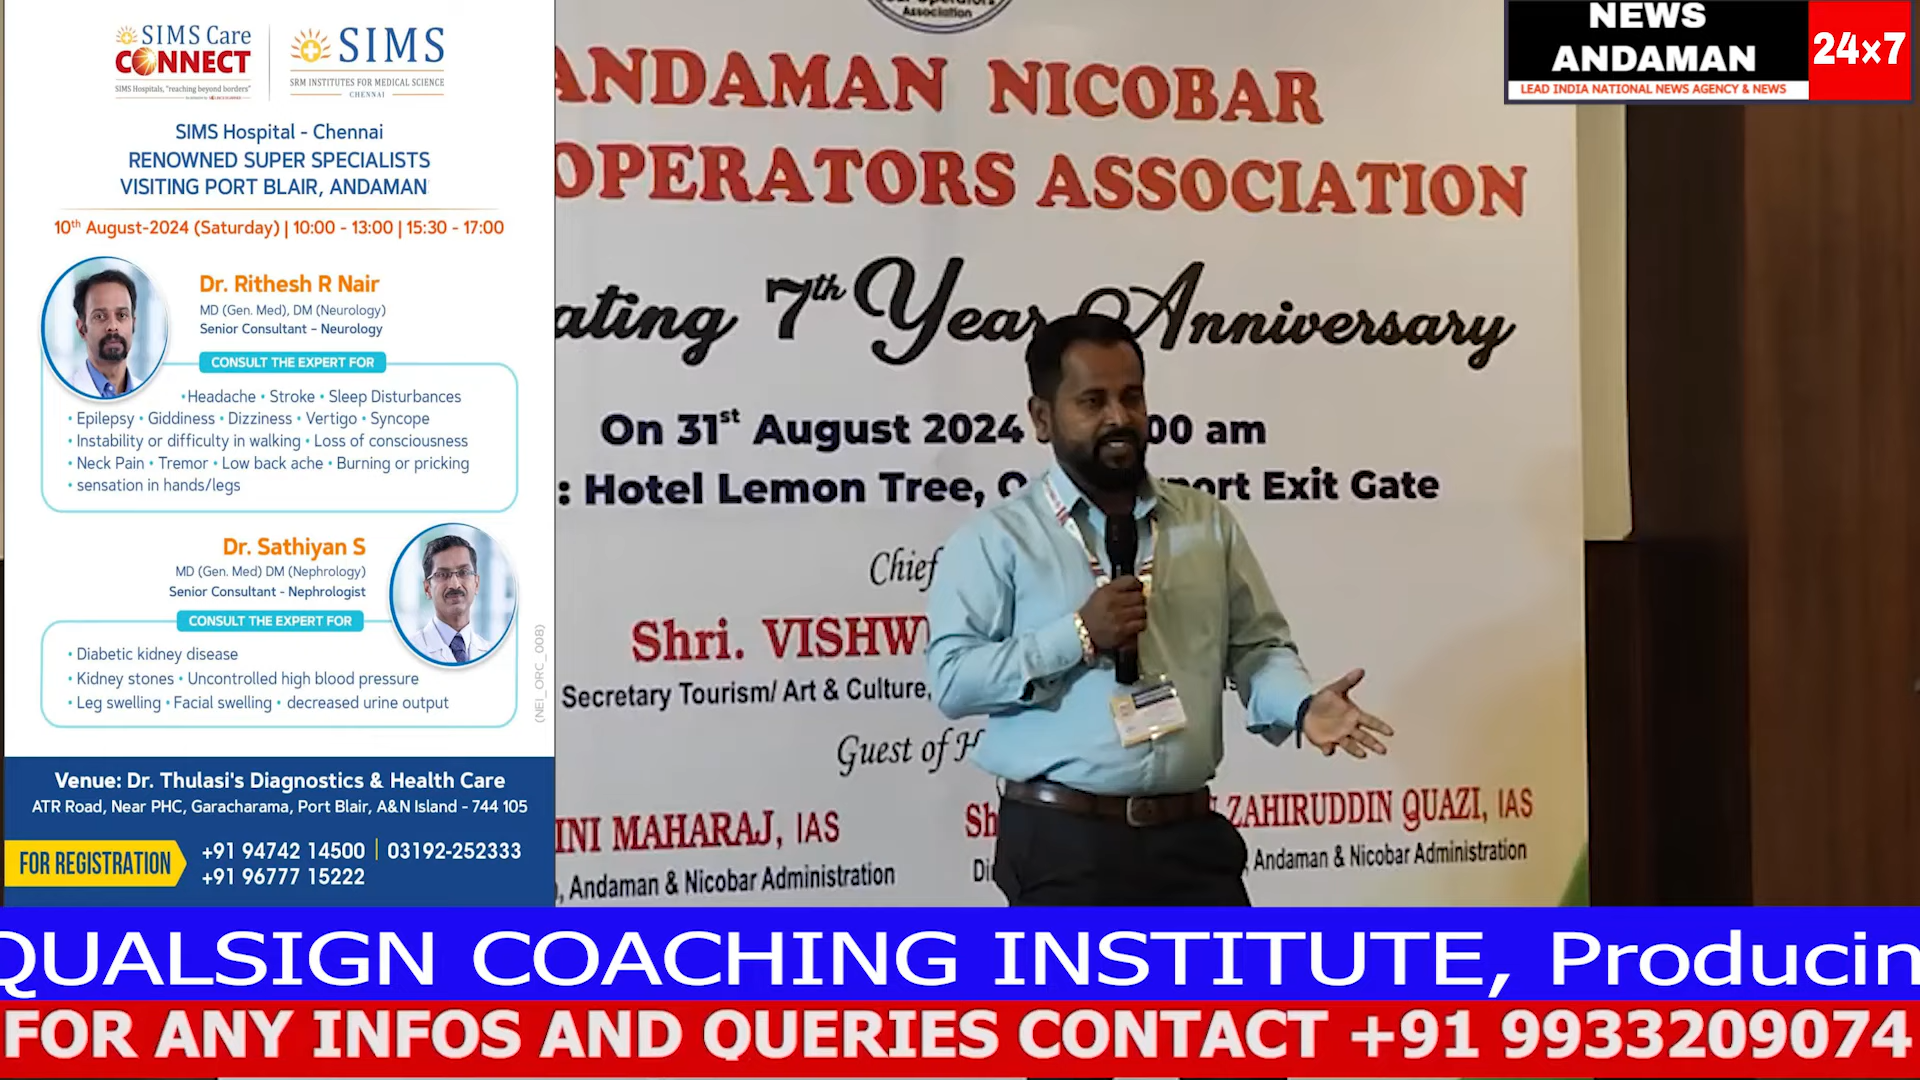 SIMS Care
CONNECT
SIMS Hospitals, "reaching beyond borders"
SIMS
SRM INSTITUTES FOR MEDICAL SCIENCE
CHENNAI
SIMS Hospital - Chennai
RENOWNED SUPER SPECIALISTS
VISITING PORT BLAIR, ANDAMAN
10th August-2024 (Saturday) | 10:00 - 13:00 | 15:30 - 17:00
Dr. Rithesh R Nair
MD (Gen. Med), DM (Neurology)
Senior Consultant – Neurology
CONSULT THE EXPERT FOR
• Headache • Stroke • Sleep Disturbances
• Epilepsy • Giddiness • Dizziness • Vertigo • Syncope
• Instability or difficulty in walking • Loss of consciousness
• Neck Pain • Tremor • Low back ache • Burning or pricking
• sensation in hands/legs
Dr. Sathiyan S
MD (Gen. Med) DM (Nephrology)
Senior Consultant - Nephrologist
CONSULT THE EXPERT FOR
• Diabetic kidney disease
• Kidney stones • Uncontrolled high blood pressure
• Leg swelling • Facial swelling • decreased urine output
(NEI_ORC_008)
Venue: Dr. Thulasi's Diagnostics & Health Care
ATR Road, Near PHC, Garacharama, Port Blair, A&N Island - 744 105
FOR REGISTRATION
+91 94742 14500 | 03192-252333
+91 96777 15222
Association
ANDAMAN NICOBAR
OPERATORS ASSOCIATION
ating 7th Year Anniversary
On 31st August 2024 00 am
: Hotel Lemon Tree, port Exit Gate
Chief
Shri. VISHW
Secretary Tourism/ Art & Culture,
Guest of H
INI MAHARAJ, IAS
, Andaman & Nicobar Administration
Sh ZAHIRUDDIN QUAZI, IAS
Di , Andaman & Nicobar Administration
NEWS
ANDAMAN
24x7
LEAD INDIA NATIONAL NEWS AGENCY & NEWS
QUALSIGN COACHING INSTITUTE, Producin
FOR ANY INFOS AND QUERIES CONTACT +91 9933209074